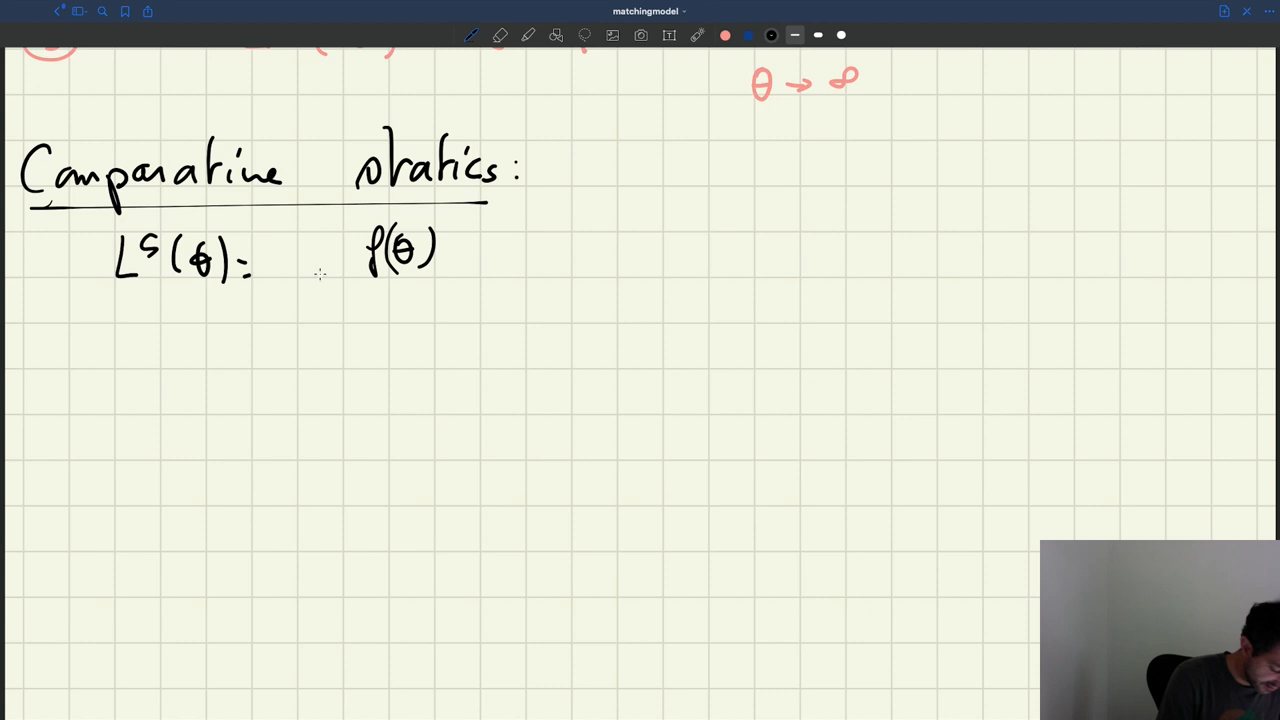 matchingmodel
θ → ∞
Comparative statics:
L^S(θ) = f(θ)